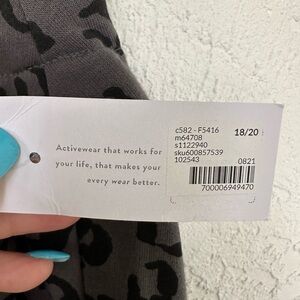 c582 - F5416
m64708
18/20
s1122940
sku600857539
102543
0821
700006949470
Activewear that works for
your life, that makes your
every wear better.